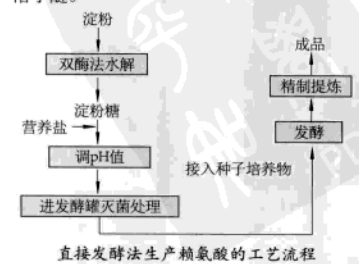 淀粉
双酶法水解
淀粉糖
营养盐
调pH值
进发酵罐灭菌处理
接入种子培养物
发酵
精制提炼
成品
直接发酵法生产赖氨酸的工艺流程